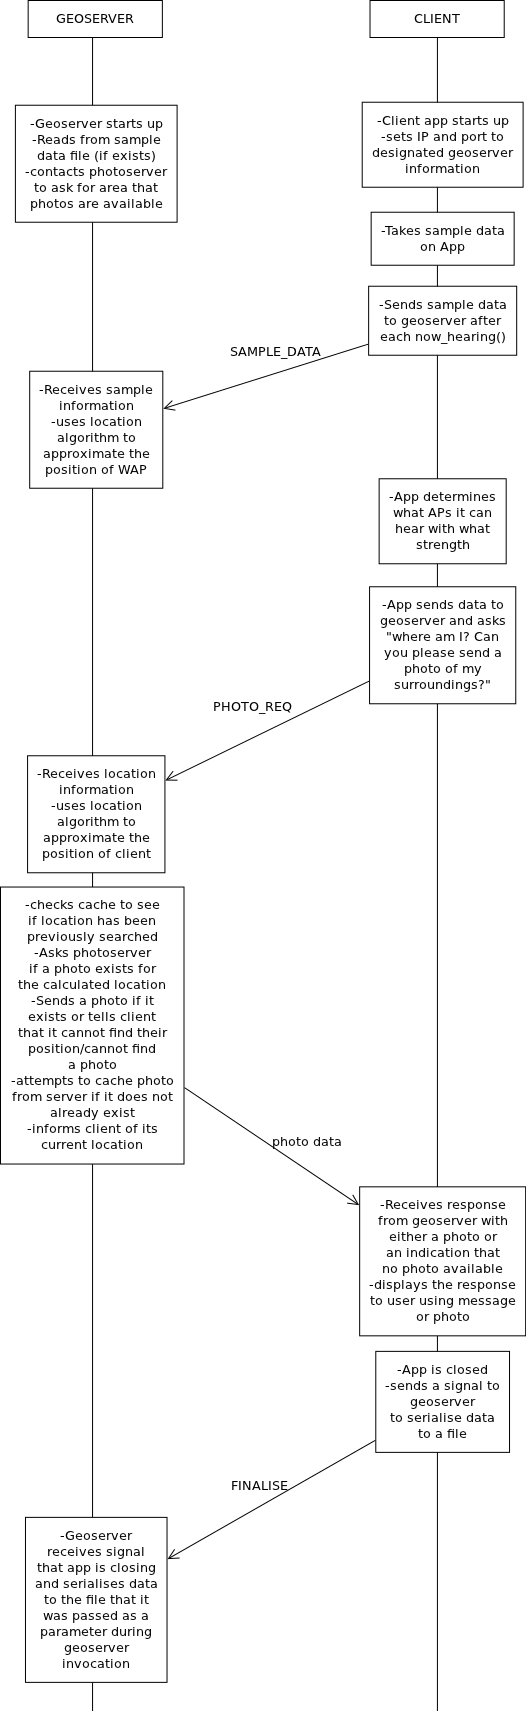 GEOSERVER
CLIENT
-Geoserver starts up
-Reads from sample
data file (if exists)
-contacts photoserver
to ask for area that
photos are available
-Client app starts up
-sets IP and port to
designated geoserver
information
-Takes sample data
on App
-Sends sample data
to geoserver after
each now_hearing()
SAMPLE_DATA
-Receives sample
information
-uses location
algorithm to
approximate the
position of WAP
-App determines
what APs it can
hear with what
strength
-App sends data to
geoserver and asks
"where am I? Can
you please send a
photo of my
surroundings?"
PHOTO_REQ
-Receives location
information
-uses location
algorithm to
approximate the
position of client
-checks cache to see
if location has been
previously searched
-Asks photoserver
if a photo exists for
the calculated location
-Sends a photo if it
exists or tells client
that it cannot find their
position/cannot find
a photo
-attempts to cache photo
from server if it does not
already exist
-informs client of its
current location
photo data
-Receives response
from geoserver with
either a photo or
an indication that
no photo available
-displays the response
to user using message
or photo
-App is closed
-sends a signal to
geoserver
to serialise data
to a file
FINALISE
-Geoserver
receives signal
that app is closing
and serialises data
to the file that it
was passed as a
parameter during
geoserver
invocation